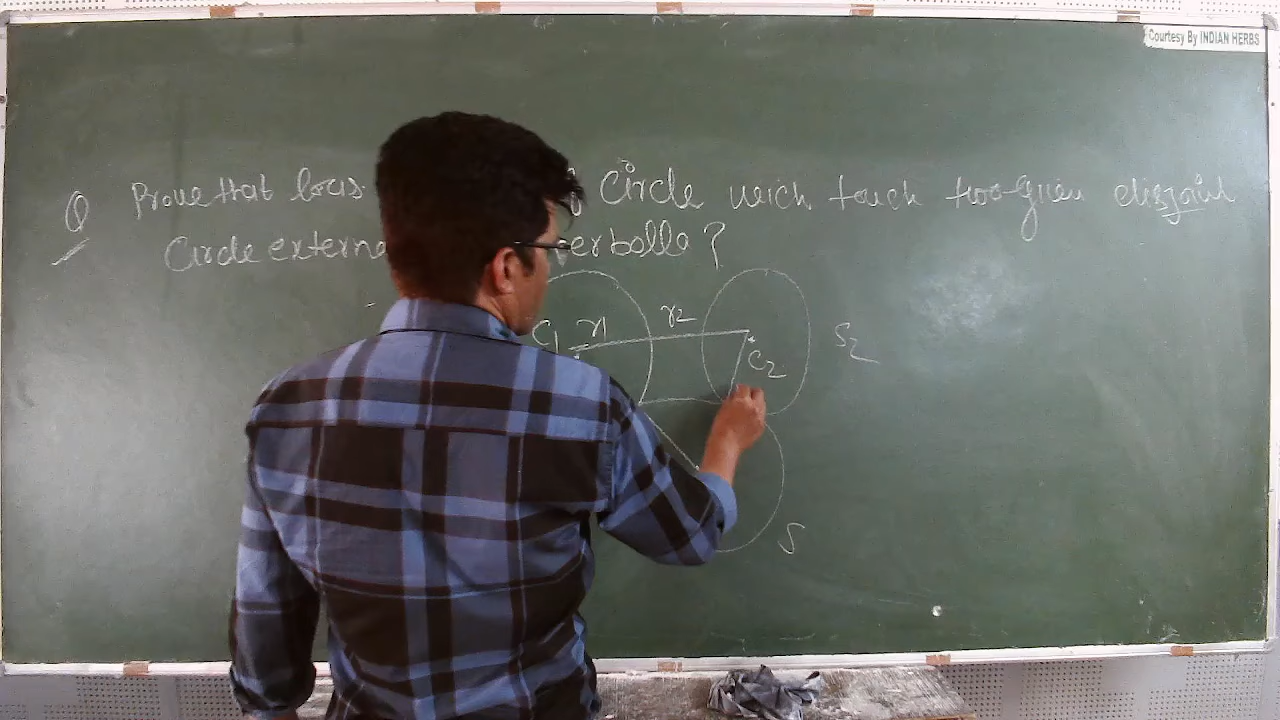 Courtesy By INDIAN HERBS
Q Prove that locus Circle wich touch two given disjoint
Circle externa erbolla ?
C1 r1 r2 C2 S2
S